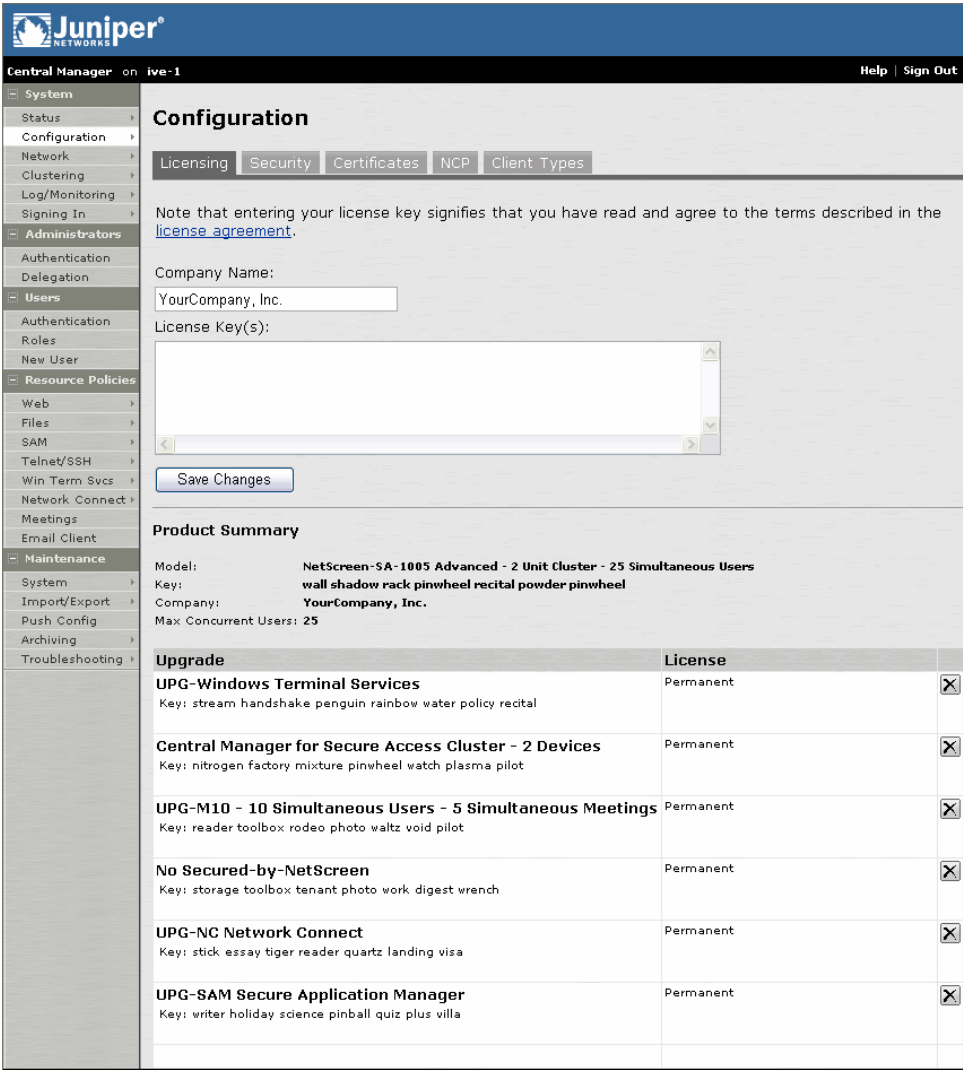 Juniper®
NETWORKS
Central Manager on ive-1
Help | Sign Out
System
Status
Configuration
Network
Clustering
Log/Monitoring
Signing In
Administrators
Authentication
Delegation
Users
Authentication
Roles
New User
Resource Policies
Web
Files
SAM
Telnet/SSH
Win Term Svcs
Network Connect
Meetings
Email Client
Maintenance
System
Import/Export
Push Config
Archiving
Troubleshooting
Configuration
Licensing Security Certificates NCP Client Types
Note that entering your license key signifies that you have read and agree to the terms described in the
license agreement.
Company Name:
YourCompany, Inc.
License Key(s):
Save Changes
Product Summary
Model: NetScreen-SA-1005 Advanced - 2 Unit Cluster - 25 Simultaneous Users
Key: wall shadow rack pinwheel recital powder pinwheel
Company: YourCompany, Inc.
Max Concurrent Users: 25
Upgrade License
UPG-Windows Terminal Services Permanent
Key: stream handshake penguin rainbow water policy recital
Central Manager for Secure Access Cluster - 2 Devices Permanent
Key: nitrogen factory mixture pinwheel watch plasma pilot
UPG-M10 - 10 Simultaneous Users - 5 Simultaneous Meetings Permanent
Key: reader toolbox rodeo photo waltz void pilot
No Secured-by-NetScreen Permanent
Key: storage toolbox tenant photo work digest wrench
UPG-NC Network Connect Permanent
Key: stick essay tiger reader quartz landing visa
UPG-SAM Secure Application Manager Permanent
Key: writer holiday science pinball quiz plus villa